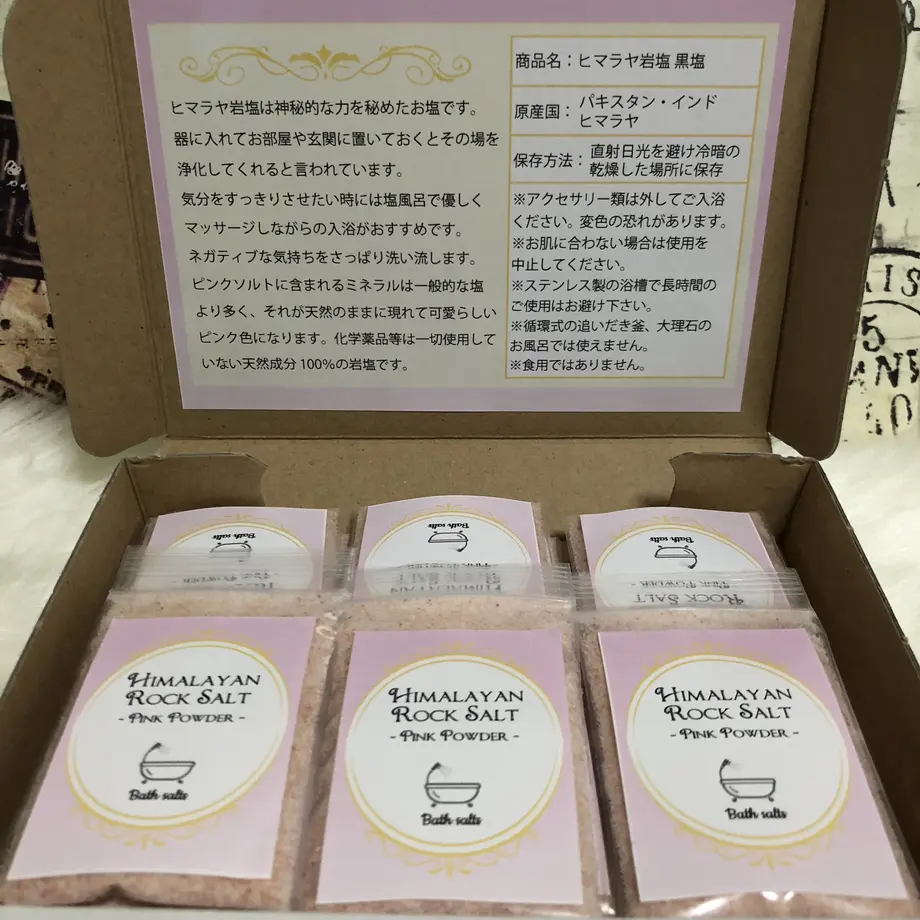 ヒマラヤ岩塩は神秘的な力を秘めたお塩です。
器に入れてお部屋や玄関に置いておくとその場を
浄化してくれると言われています。
気分をすっきりさせたい時には塩風呂で優しく
マッサージしながらの入浴がおすすめです。
ネガティブな気持ちをさっぱり洗い流します。
ピンクソルトに含まれるミネラルは一般的な塩
より多く、それが天然のままに現れて可愛らしい
ピンク色になります。化学薬品等は一切使用して
いない天然成分100%の岩塩です。
商品名：ヒマラヤ岩塩 黒塩
原産国：パキスタン・インド
ヒマラヤ
保存方法：直射日光を避け冷暗の
乾燥した場所に保存
※アクセサリー類は外してご入浴
ください。変色の恐れがあります。
※お肌に合わない場合は使用を
中止してください。
※ステンレス製の浴槽で長時間の
ご使用はお避け下さい。
※循環式の追いだき釜、大理石の
お風呂では使えません。
※食用ではありません。
Bath salts
Bath salts
Bath salts
- Pink Powder -
Rock Salt
Himalayan
Rock Salt
- Pink Powder -
Bath salts
Himalayan
Rock Salt
- Pink Powder -
Bath salts
Himalayan
Rock Salt
- Pink Powder -
Bath salts